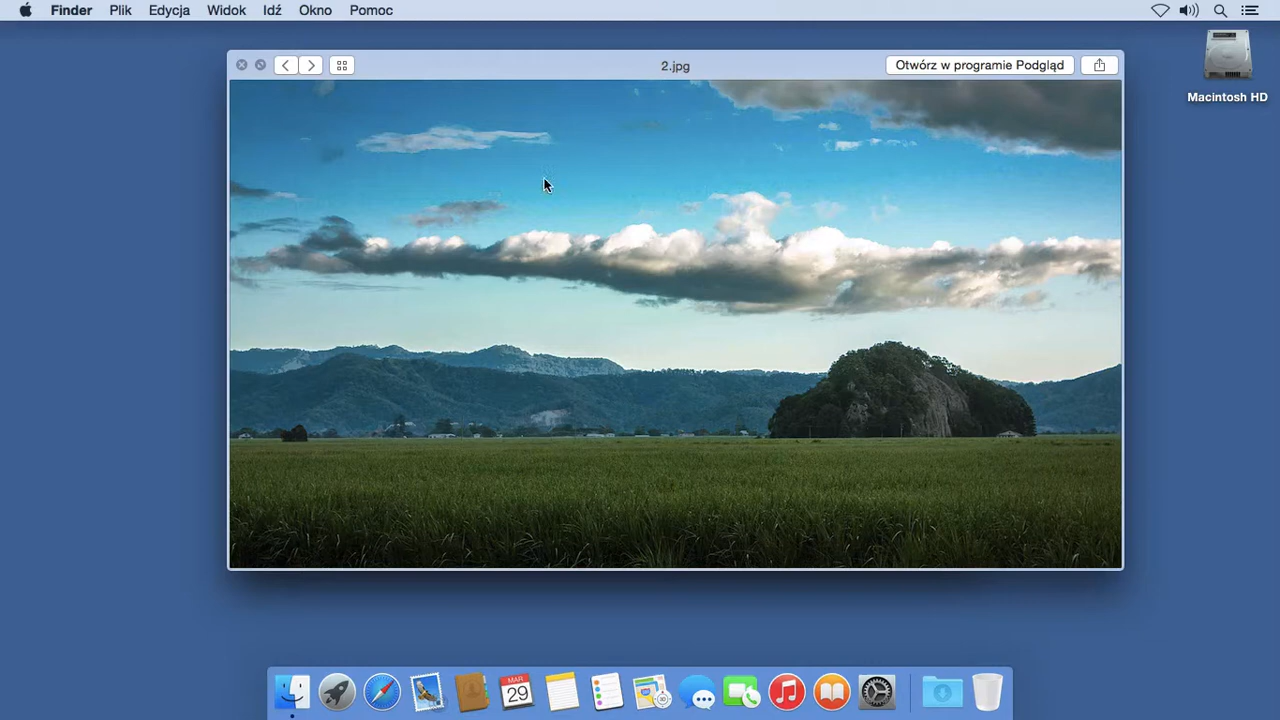 Finder Plik Edycja Widok Idź Okno Pomoc
2.jpg
Otwórz w programie Podgląd
Macintosh HD
MAR
29